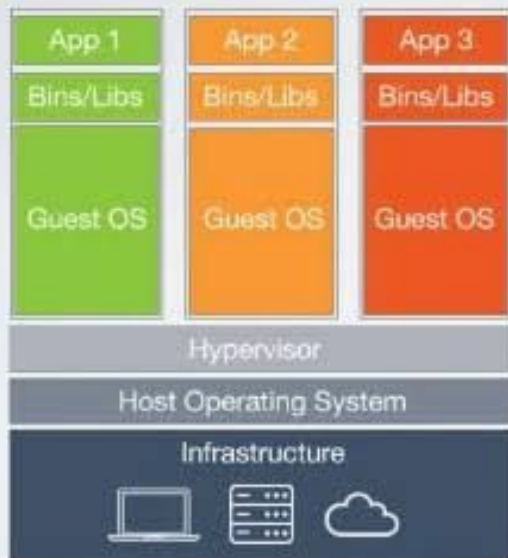 App 1
App 2
App 3
Bins/Libs
Bins/Libs
Bins/Libs
Guest OS
Guest OS
Guest OS
Hypervisor
Host Operating System
Infrastructure